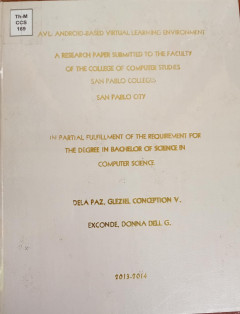 Th-M
CCS
169
AVL: ANDROID-BASED VIRTUAL LEARNING ENVIRONMENT
A RESEARCH PAPER SUBMITTED TO THE FACULTY
OF THE COLLEGE OF COMPUTER STUDIES
SAN PABLO COLLEGES
SAN PABLO CITY
IN PARTIAL FULFILLMENT OF THE REQUIREMENT FOR
THE DEGREE IN BACHELOR OF SCIENCE IN
COMPUTER SCIENCE
DELA PAZ, GLEZIEL CONCEPTION V.
EXCONDE, DONNA DELL G.
2013-2014